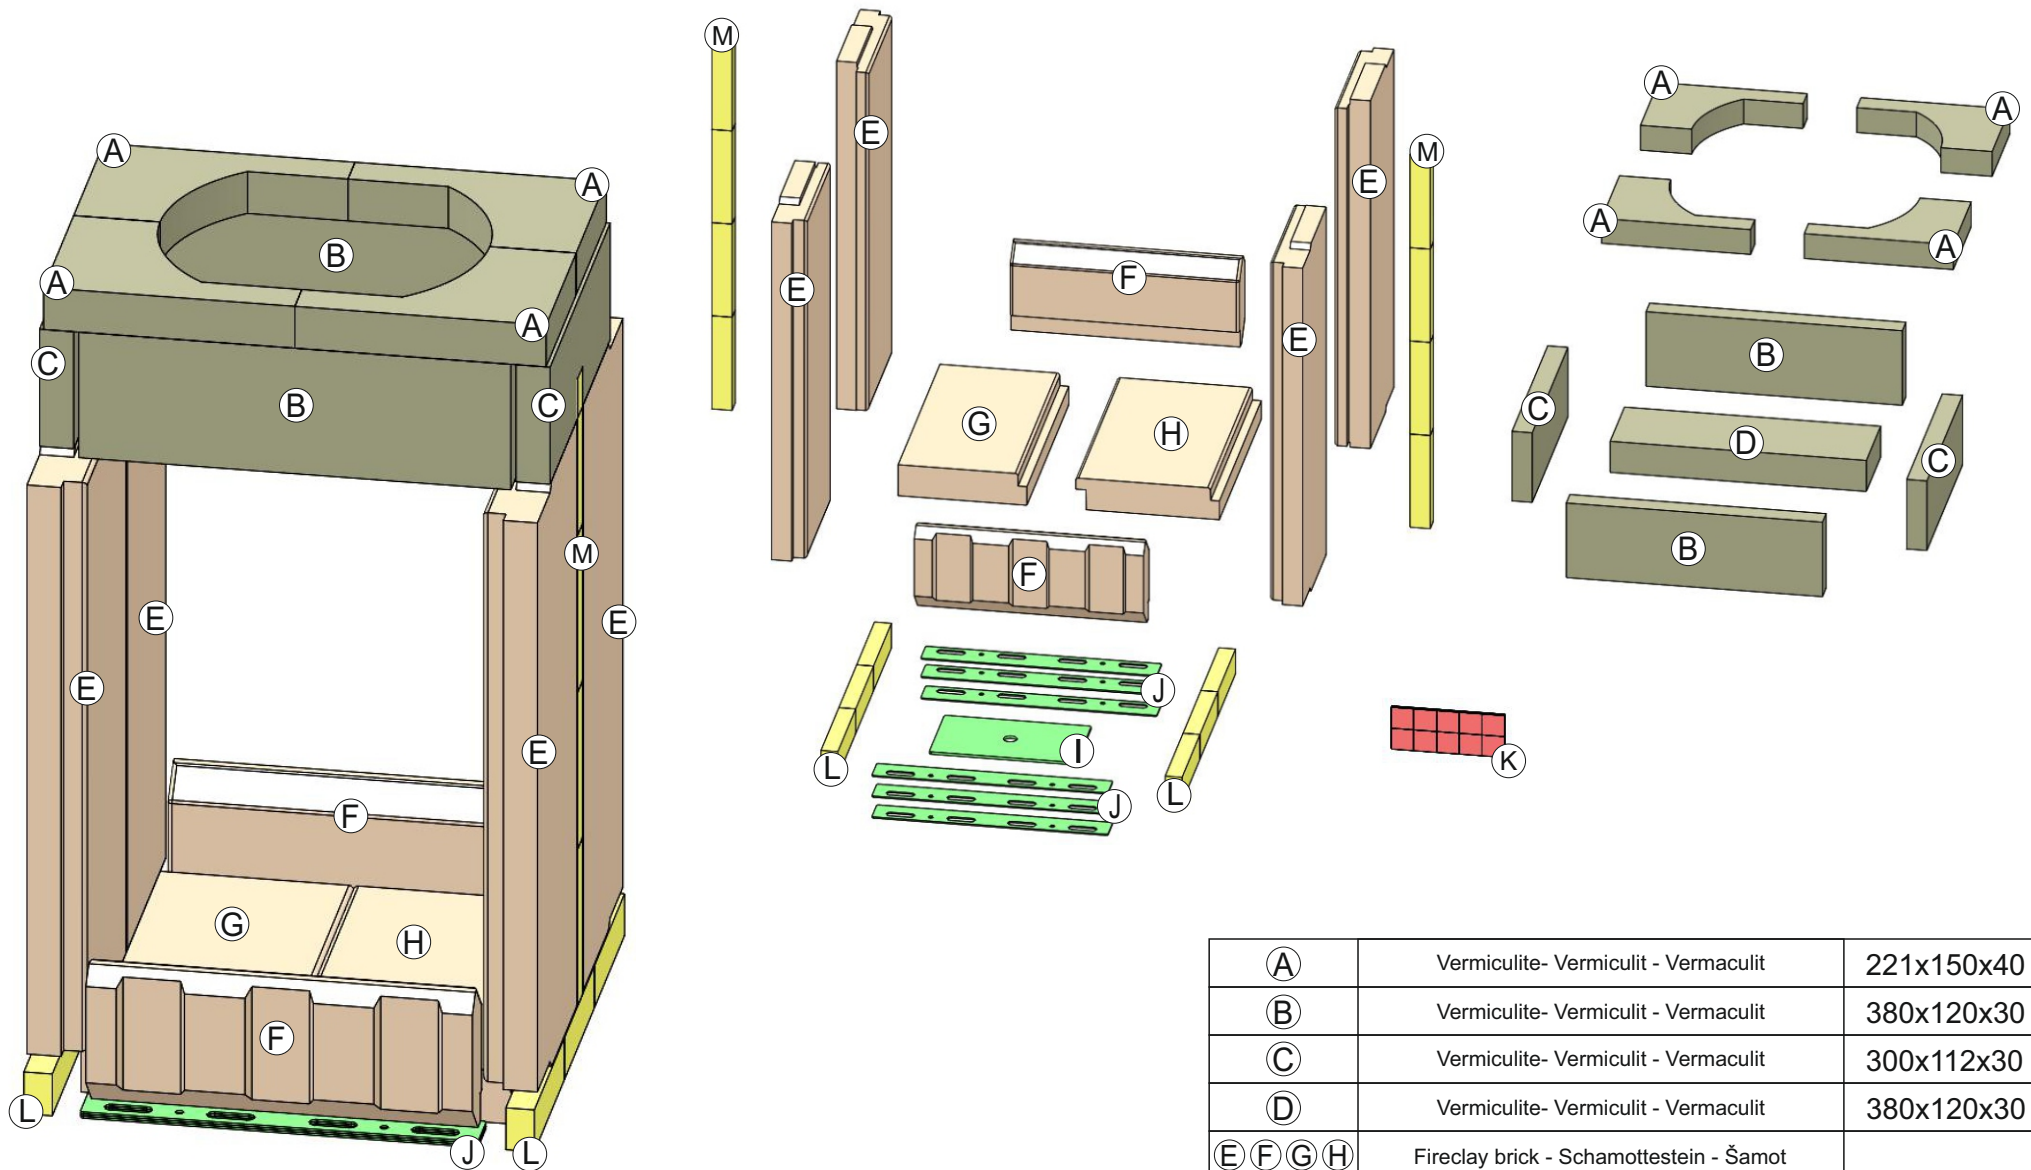 M
E
E
E
M
A
A
A
A
A
A
A
A
B
C
B
C
E
F
E
B
C
D
C
B
G
H
M
E
E
E
E
F
G
H
F
F
J
I
J
L
L
K
L
J
L
A Vermiculite- Vermiculit - Vermaculit 221x150x40
B Vermiculite- Vermiculit - Vermaculit 380x120x30
C Vermiculite- Vermiculit - Vermaculit 300x112x30
D Vermiculite- Vermiculit - Vermaculit 380x120x30
E F G H Fireclay brick - Schamottestein - Šamot